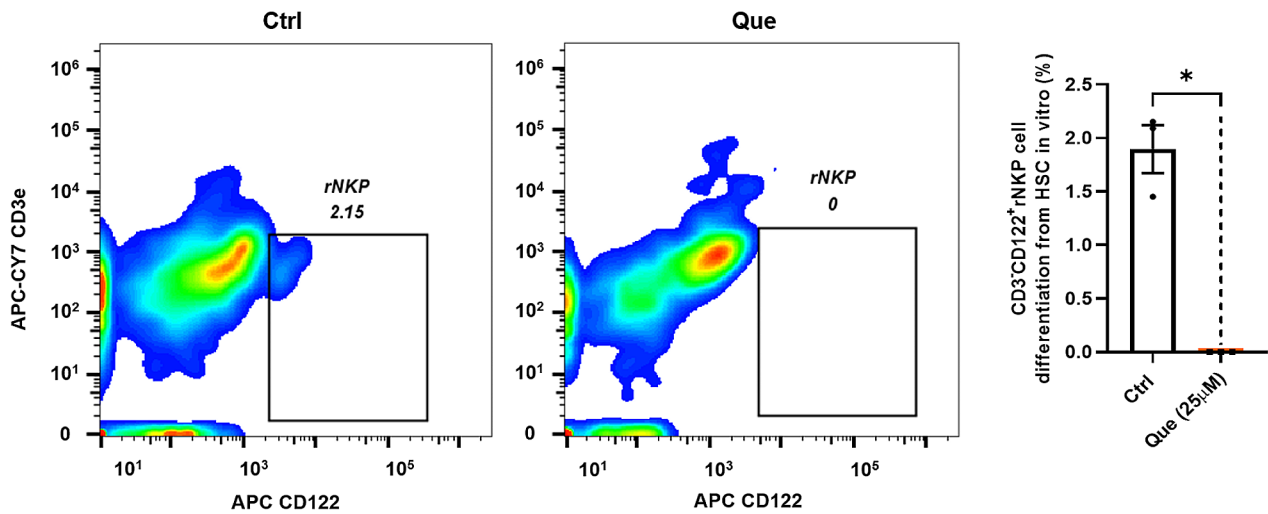 Ctrl
APC-CY7 CD3e
10⁶
10⁵
10⁴
10³
10²
10¹
0
rNKP
2.15
10¹
10³
10⁵
APC CD122
Que
10⁶
10⁵
10⁴
10³
10²
10¹
0
rNKP
0
10¹
10³
10⁵
APC CD122
CD3⁻CD122⁺rNKP cell
differentiation from HSC in vitro (%)
2.5
2.0
1.5
1.0
0.5
0.0
*
Ctrl
Que (25μM)